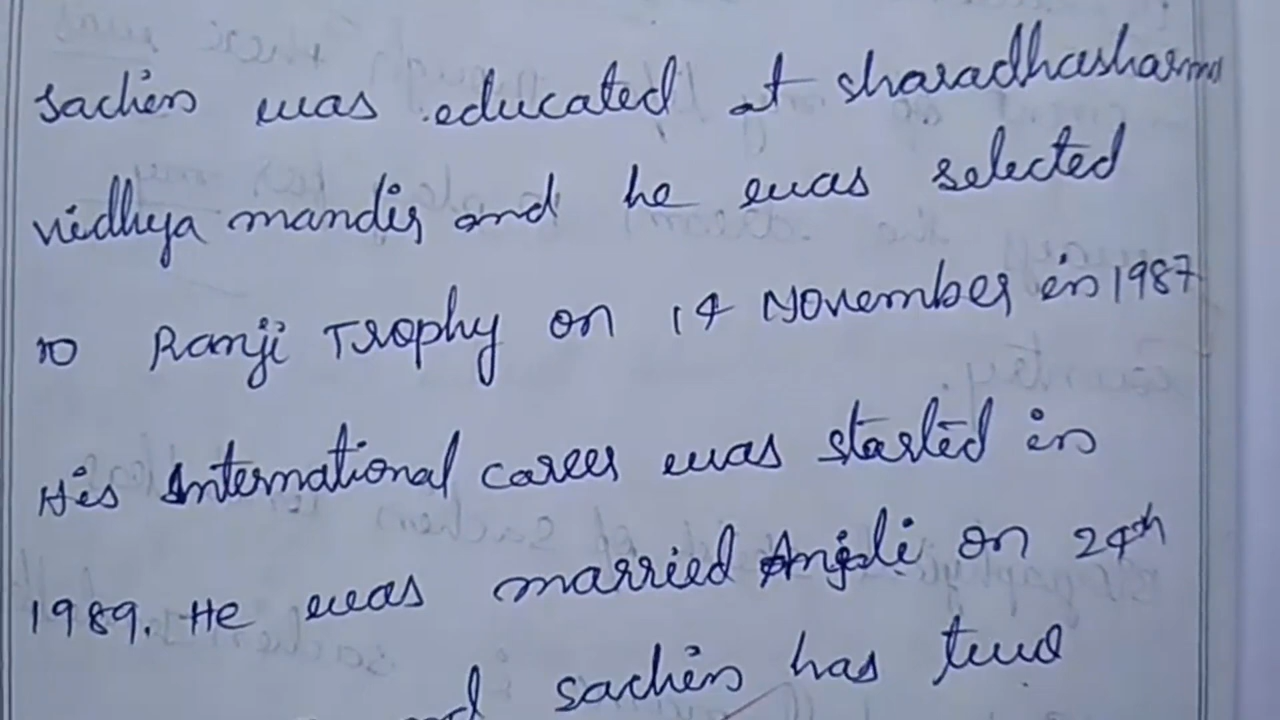 Sachin was educated at sharadhasharma
vidhya mandir and he was selected
to Ranji Trophy on 14 November in 1987
His International career was started in
1989. He was married Anjali on 24th
sachin has two